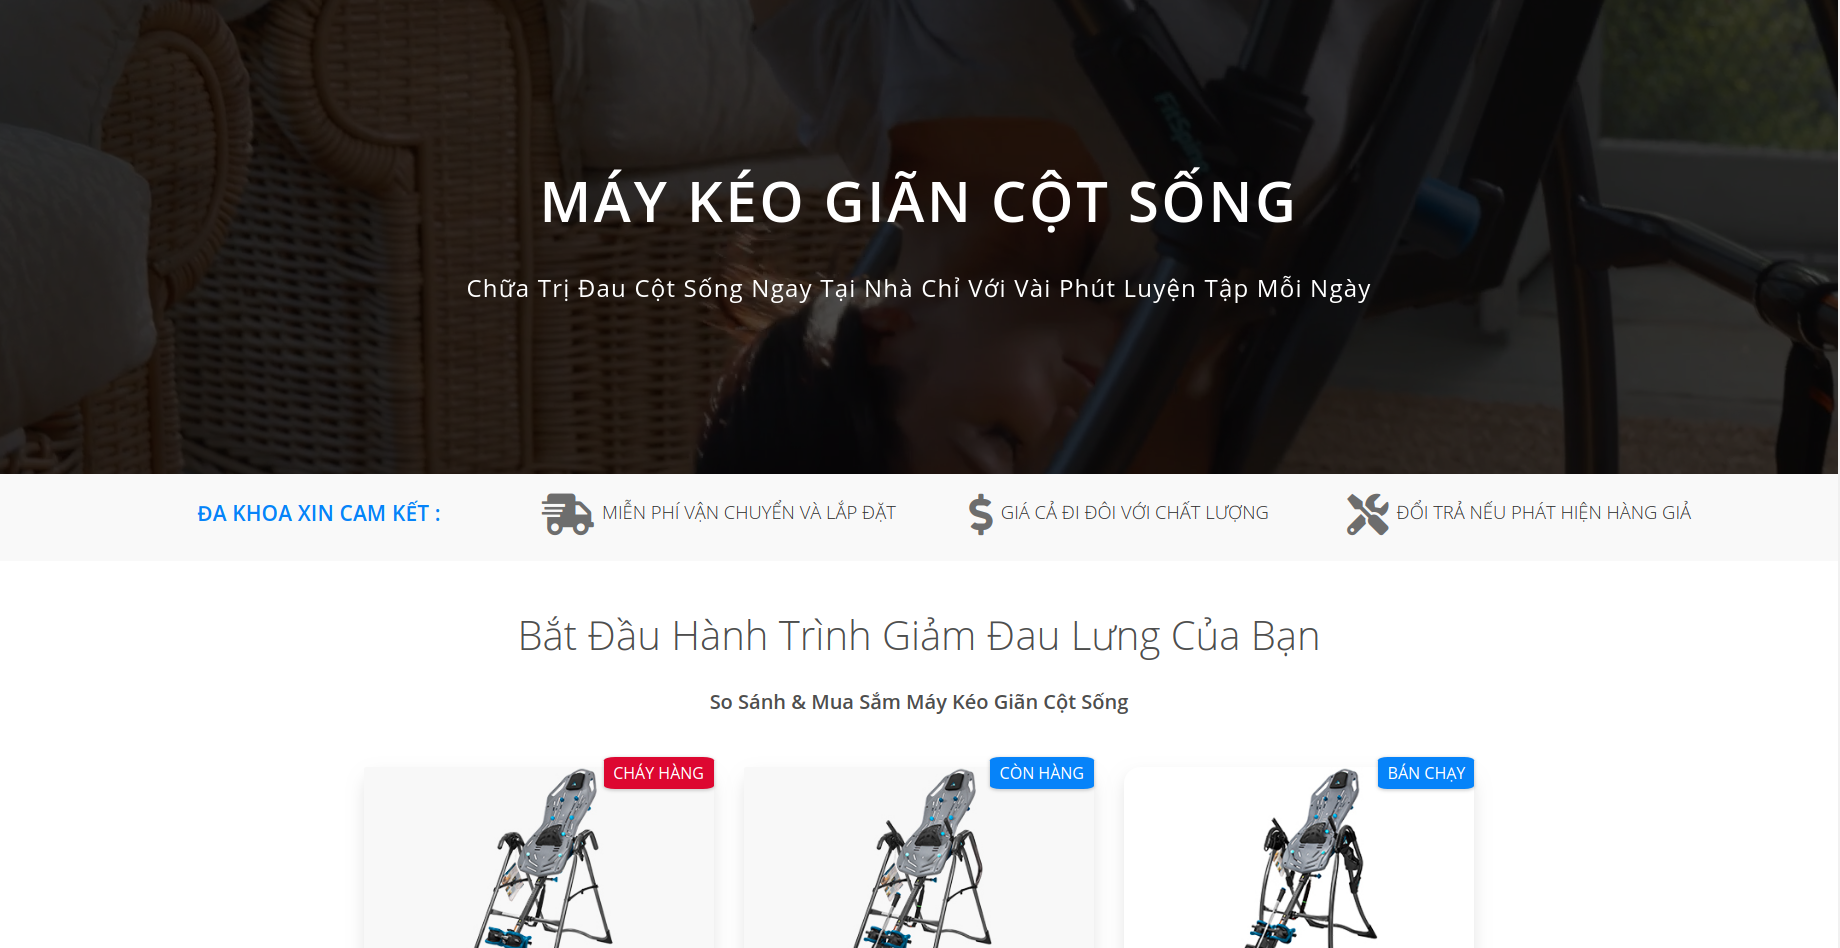 FitSpine
MÁY KÉO GIÃN CỘT SỐNG
Chữa Trị Đau Cột Sống Ngay Tại Nhà Chỉ Với Vài Phút Luyện Tập Mỗi Ngày
ĐA KHOA XIN CAM KẾT :
MIỄN PHÍ VẬN CHUYỂN VÀ LẮP ĐẶT
GIÁ CẢ ĐI ĐÔI VỚI CHẤT LƯỢNG
ĐỔI TRẢ NẾU PHÁT HIỆN HÀNG GIẢ
Bắt Đầu Hành Trình Giảm Đau Lưng Của Bạn
So Sánh & Mua Sắm Máy Kéo Giãn Cột Sống
CHÁY HÀNG
CÒN HÀNG
BÁN CHẠY